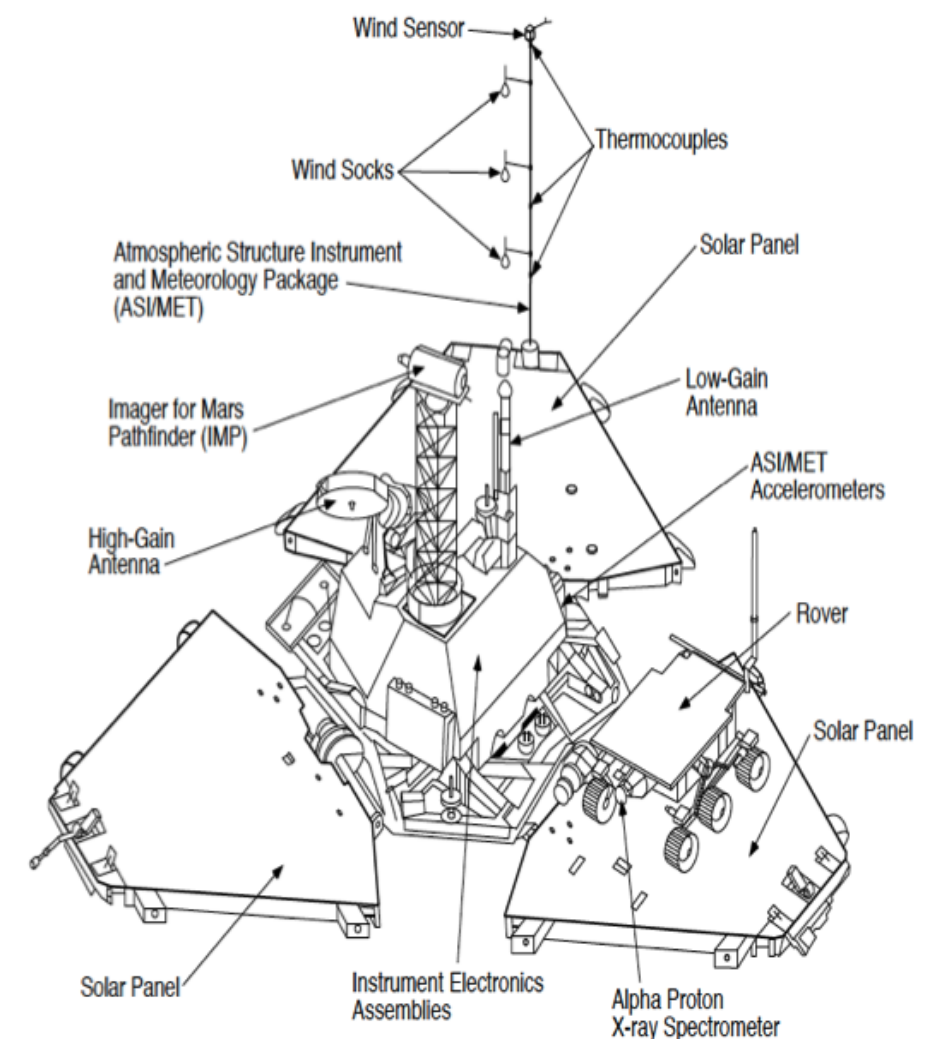 Wind Sensor
Thermocouples
Wind Socks
Solar Panel
Atmospheric Structure Instrument
and Meteorology Package
(ASI/MET)
Low-Gain
Antenna
Imager for Mars
Pathfinder (IMP)
ASI/MET
Accelerometers
High-Gain
Antenna
Rover
Solar Panel
Solar Panel
Instrument Electronics
Assemblies
Alpha Proton
X-ray Spectrometer